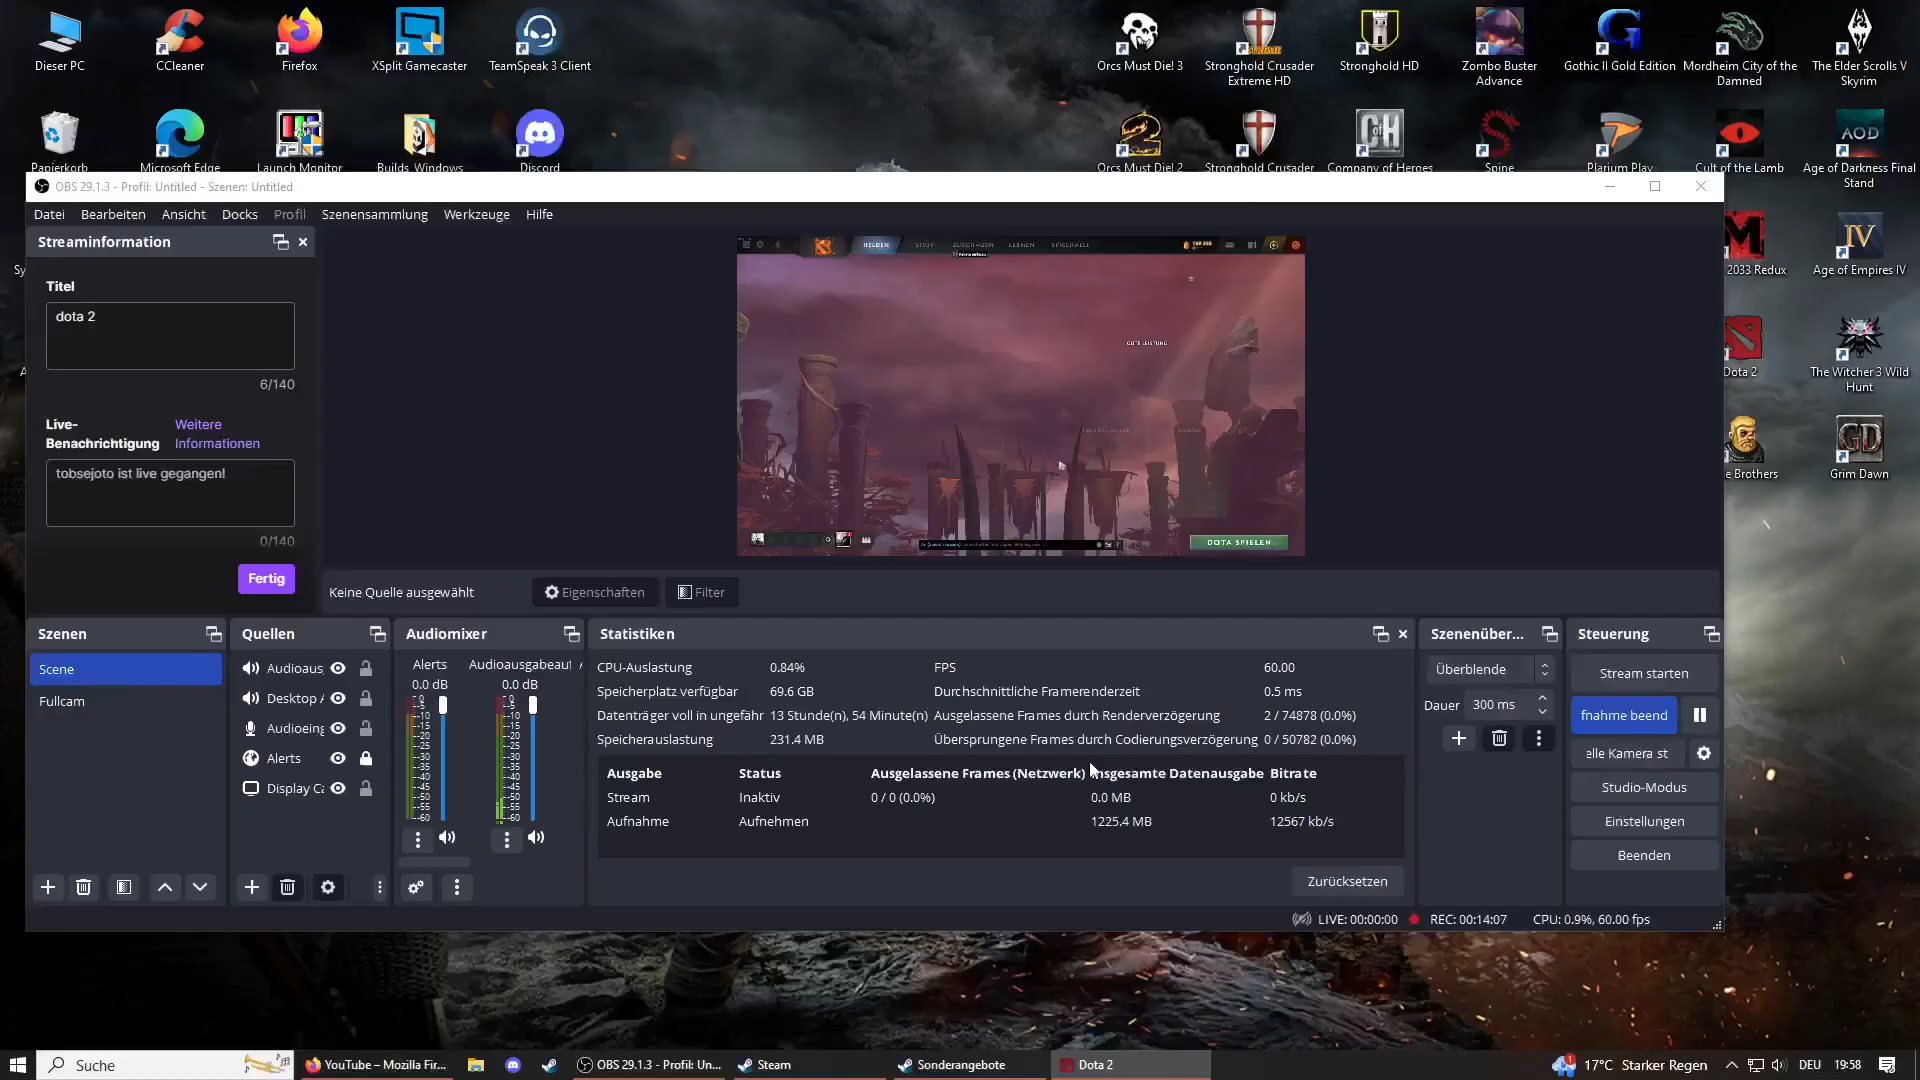 Dieser PC
CCleaner
Firefox
XSplit Gamecaster
TeamSpeak 3 Client
Orcs Must Die! 3
Stronghold Crusader Extreme HD
Stronghold HD
Zombo Buster Advance
Gothic II Gold Edition
Mordheim City of the Damned
The Elder Scrolls V Skyrim
Papierkorb
Microsoft Edge
Launch Monitor
Builds_Windows
Discord
Orcs Must Die! 2
Stronghold Crusader
Company of Heroes
Spine
Plarium Play
Cult of the Lamb
Age of Darkness Final Stand
OBS 29.1.3 - Profil: Untitled - Szenen: Untitled
Datei Bearbeiten Ansicht Docks Profil Szenensammlung Werkzeuge Hilfe
Streaminformation
Titel
dota 2
6/140
Live-Benachrichtigung
Weitere Informationen
tobsejoto ist live gegangen!
0/140
Fertig
HELDEN SHOP ZUSCHAUEN LERNEN SPIELHALLE
GUTE LEISTUNG
DOTA SPIELEN
2033 Redux
Age of Empires IV
Dota 2
The Witcher 3 Wild Hunt
e Brothers
Grim Dawn
Keine Quelle ausgewählt
Eigenschaften
Filter
Szenen
Scene
Fullcam
Quellen
Audioaus
Desktop A
Audioeing
Alerts
Display Ca
Audiomixer
Alerts
0.0 dB
Audioausgabeauf
0.0 dB
Statistiken
CPU-Auslastung 0.84% FPS 60.00
Speicherplatz verfügbar 69.6 GB Durchschnittliche Framerenderzeit 0.5 ms
Datenträger voll in ungefähr 13 Stunde(n), 54 Minute(n) Ausgelassene Frames durch Renderverzögerung 2 / 74878 (0.0%)
Speicherauslastung 231.4 MB Übersprungene Frames durch Codierungsverzögerung 0 / 50782 (0.0%)
Ausgabe Status Ausgelassene Frames (Netzwerk) nsgesamte Datenausgabe Bitrate
Stream Inaktiv 0 / 0 (0.0%) 0.0 MB 0 kb/s
Aufnahme Aufnehmen 1225.4 MB 12567 kb/s
Zurücksetzen
Szenenüber...
Überblende
Dauer 300 ms
Steuerung
Stream starten
fnahme beend
elle Kamera st
Studio-Modus
Einstellungen
Beenden
LIVE: 00:00:00 REC: 00:14:07 CPU: 0.9%, 60.00 fps
Suche
YouTube – Mozilla Fir...
OBS 29.1.3 - Profil: Un...
Steam
Sonderangebote
Dota 2
1
17°C Starker Regen
DEU
19:58